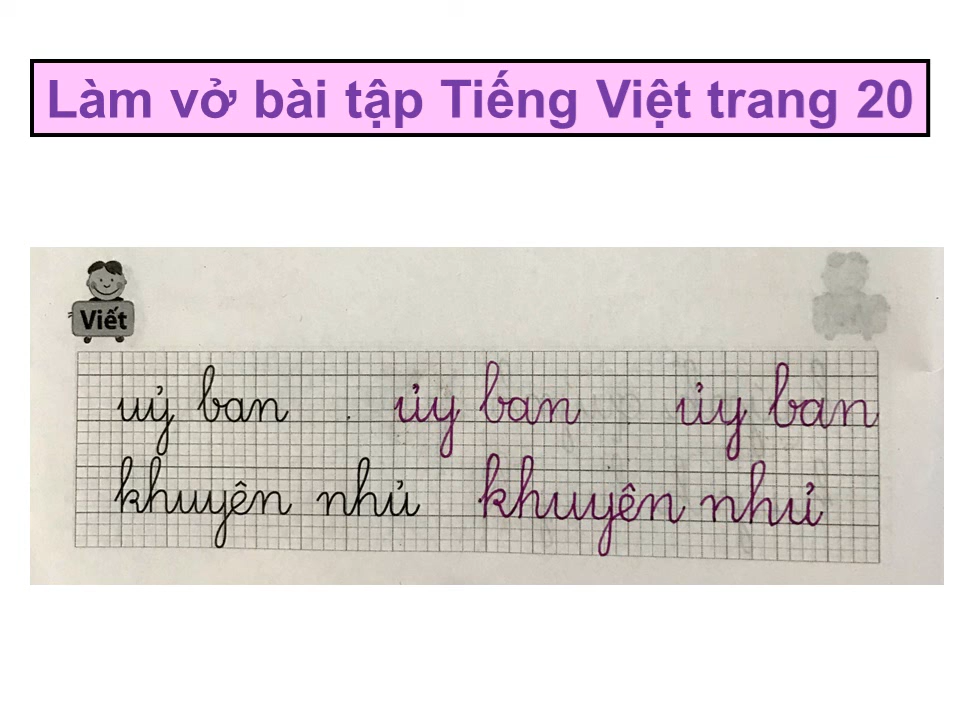 Làm vở bài tập Tiếng Việt trang 20
Viết
uỷ ban ủy ban ủy ban
khuyên nhủ khuyên nhủ